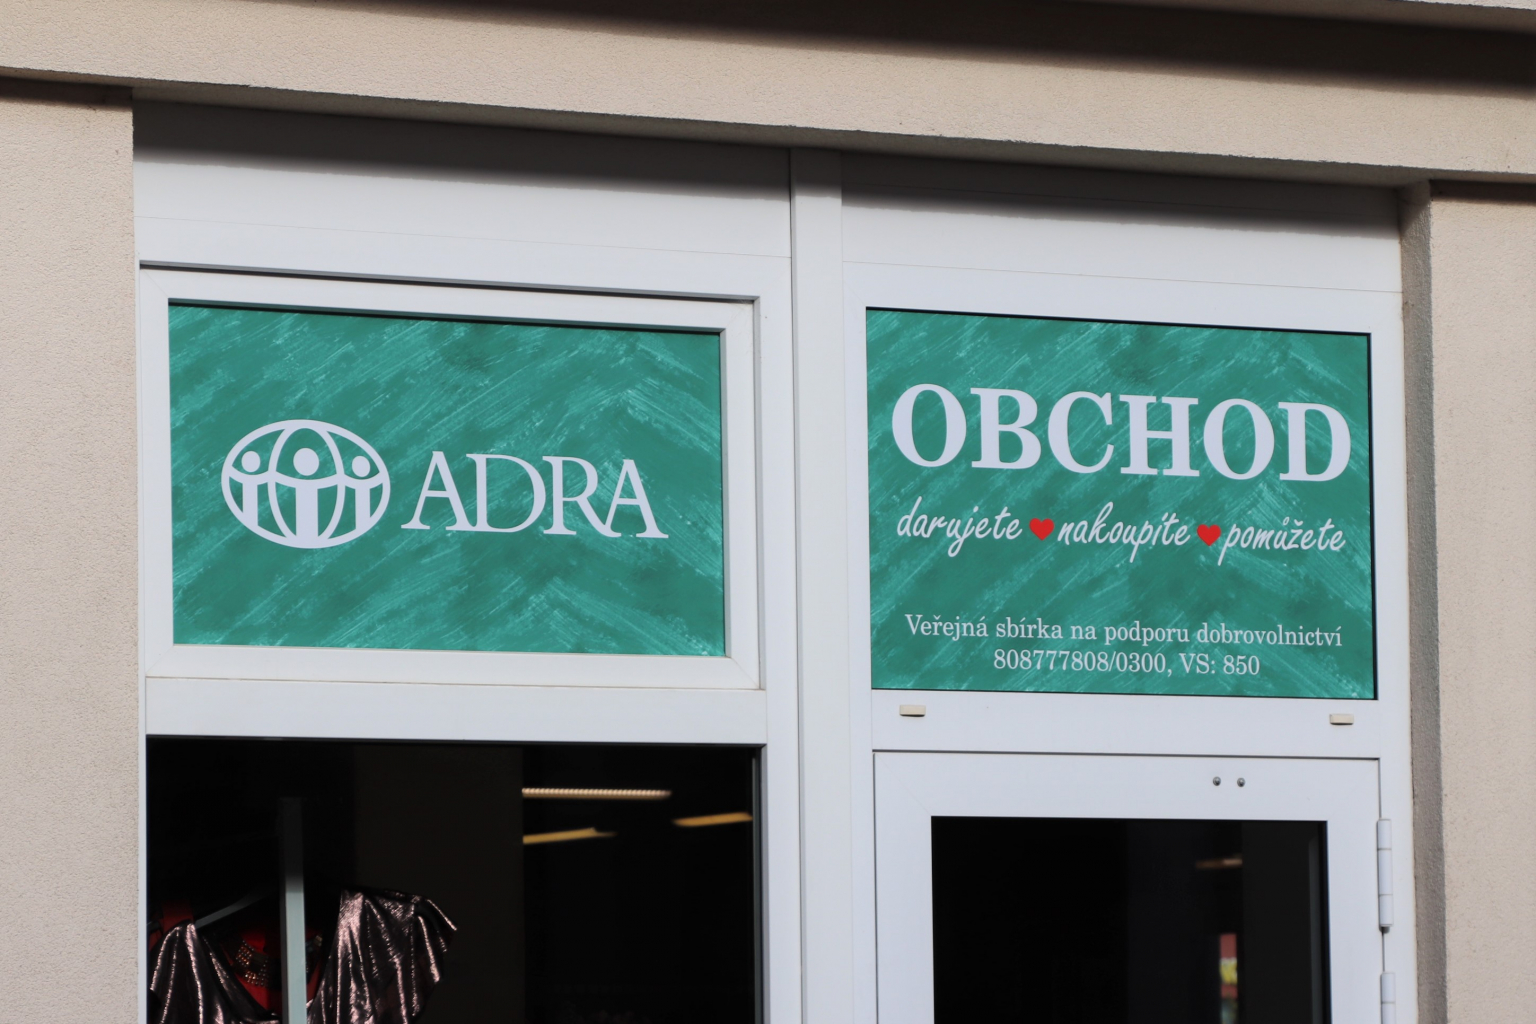 ADRA
OBCHOD
darujete ♥ nakoupíte ♥ pomůžete
Veřejná sbírka na podporu dobrovolnictví
808777808/0300, VS: 850